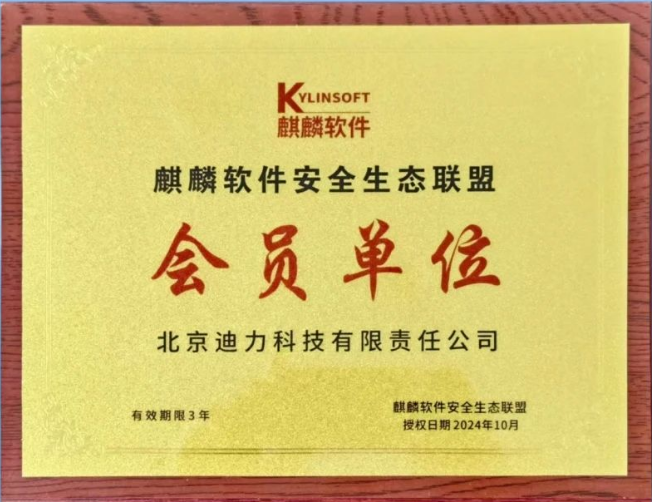 KYLINSOFT
麒麟软件
麒麟软件安全生态联盟
会员单位
北京迪力科技有限责任公司
有效期限3年
麒麟软件安全生态联盟
授权日期2024年10月